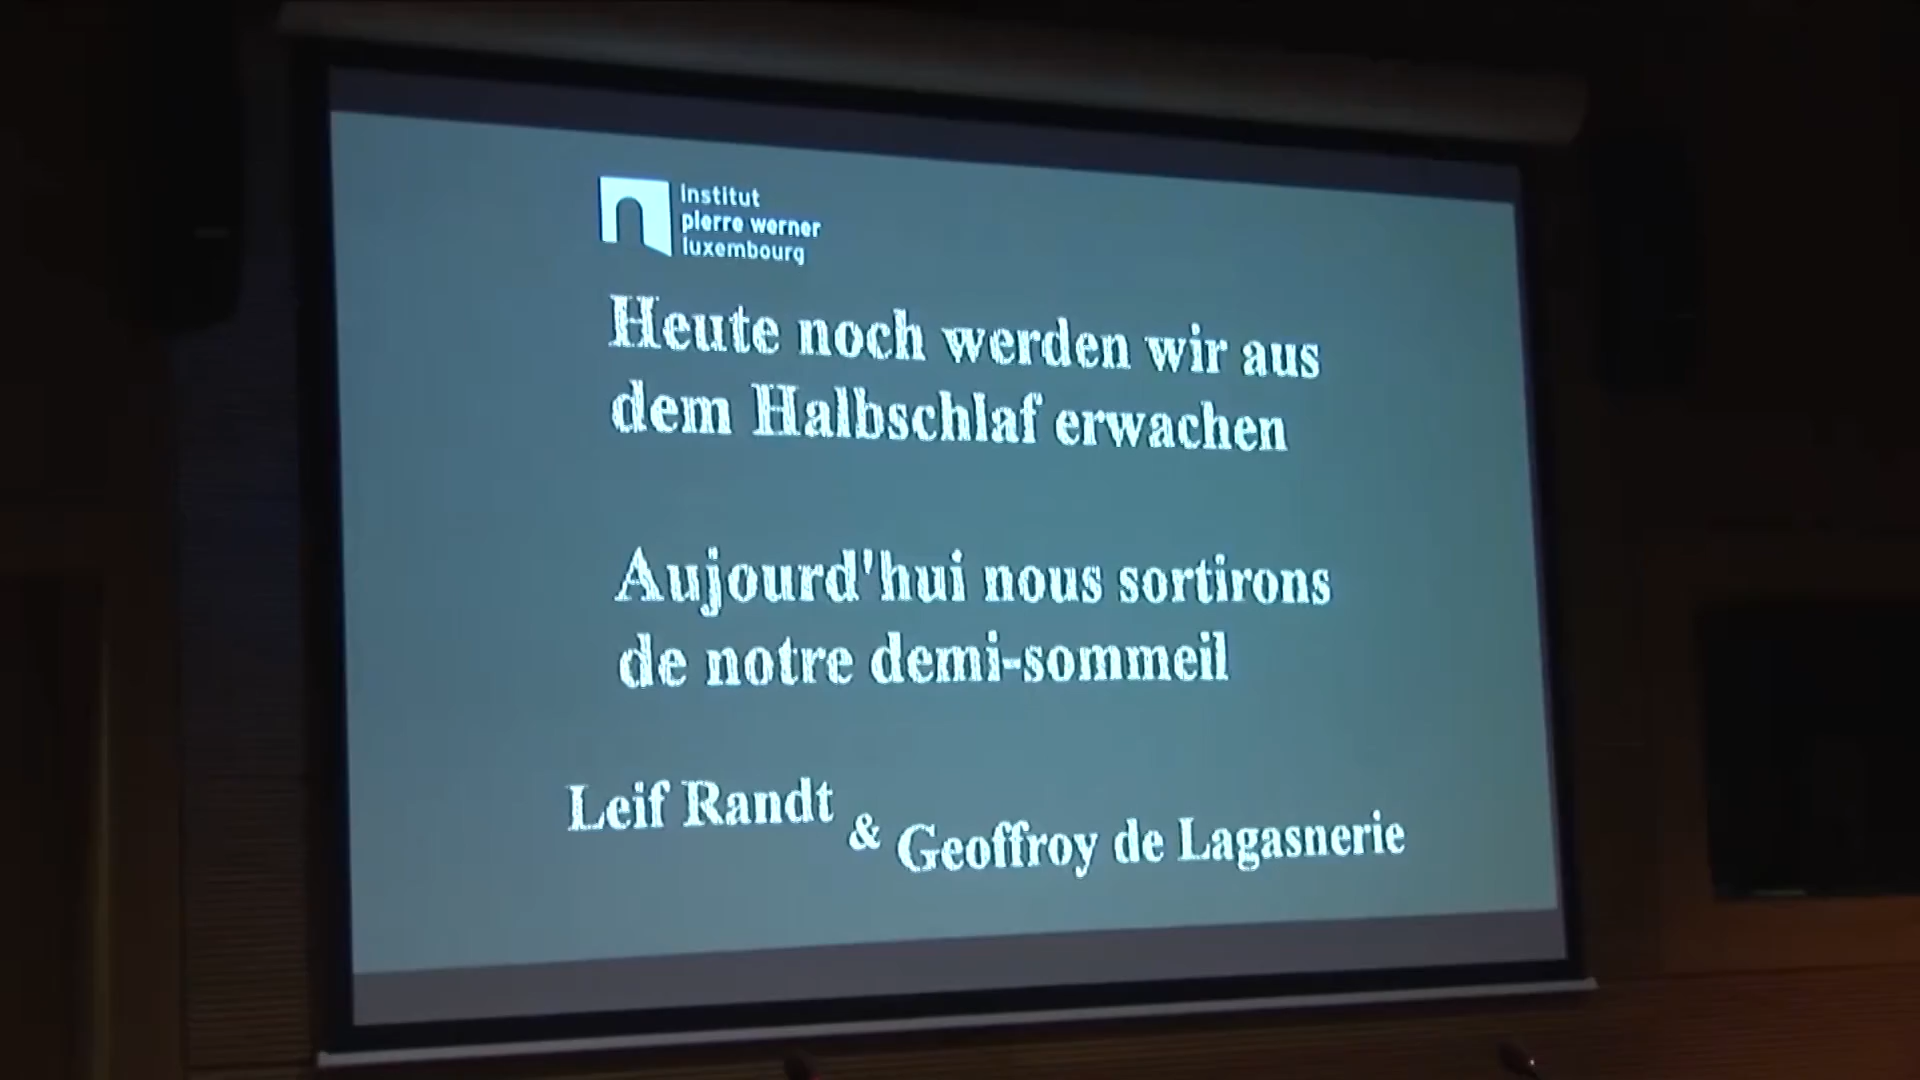 institut
pierre werner
luxembourg
Heute noch werden wir aus
dem Halbschlaf erwachen
Aujourd'hui nous sortirons
de notre demi-sommeil
Leif Randt & Geoffroy de Lagasnerie